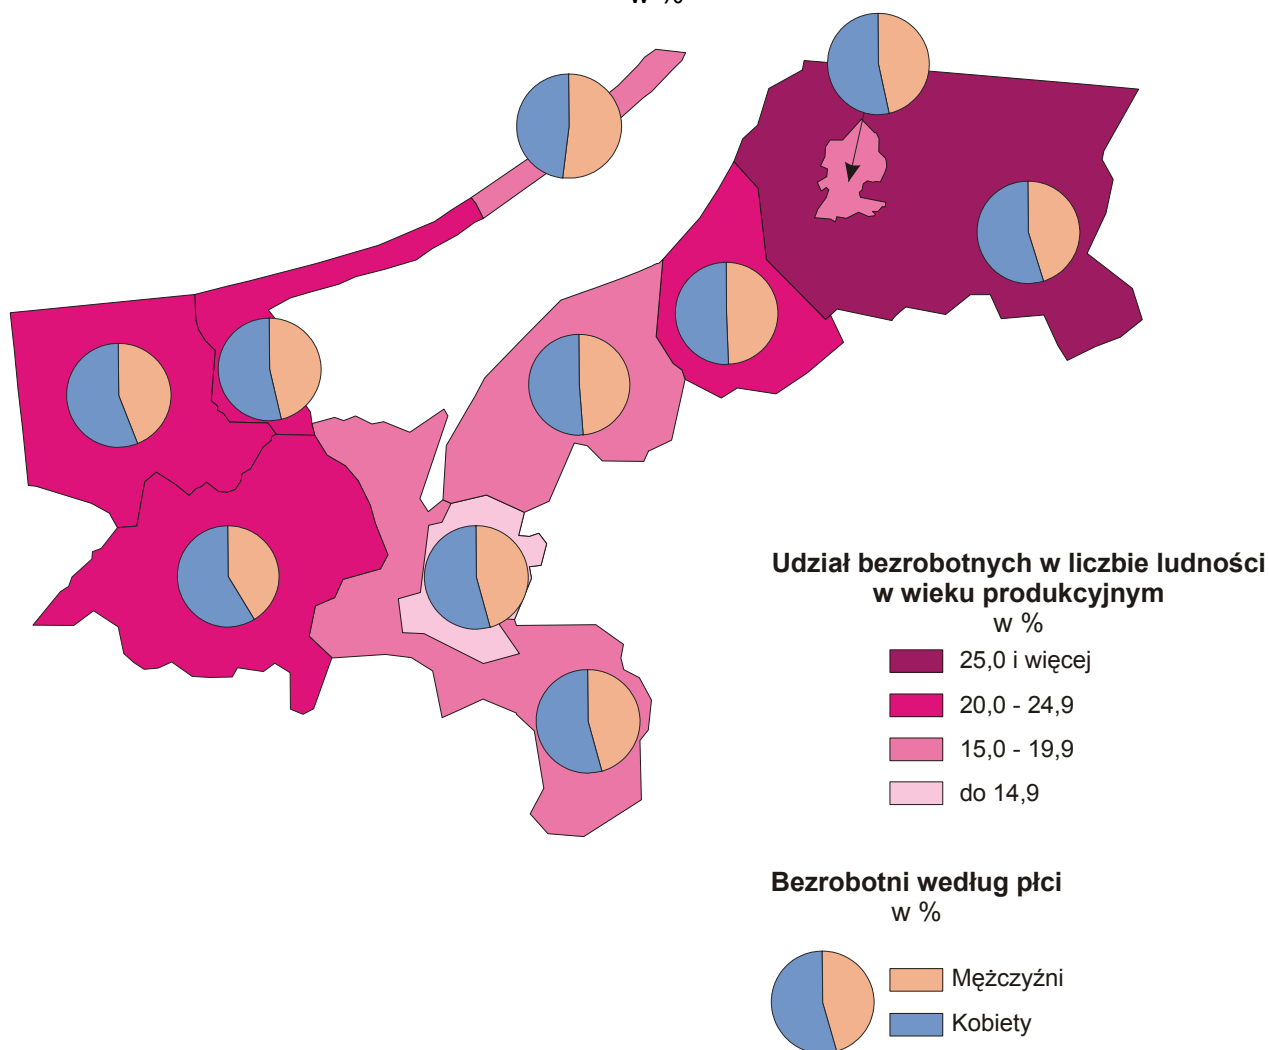 w %
Udział bezrobotnych w liczbie ludności
w wieku produkcyjnym
w %
25,0 i więcej
20,0 - 24,9
15,0 - 19,9
do 14,9
Bezrobotni według płci
w %
Mężczyźni
Kobiety